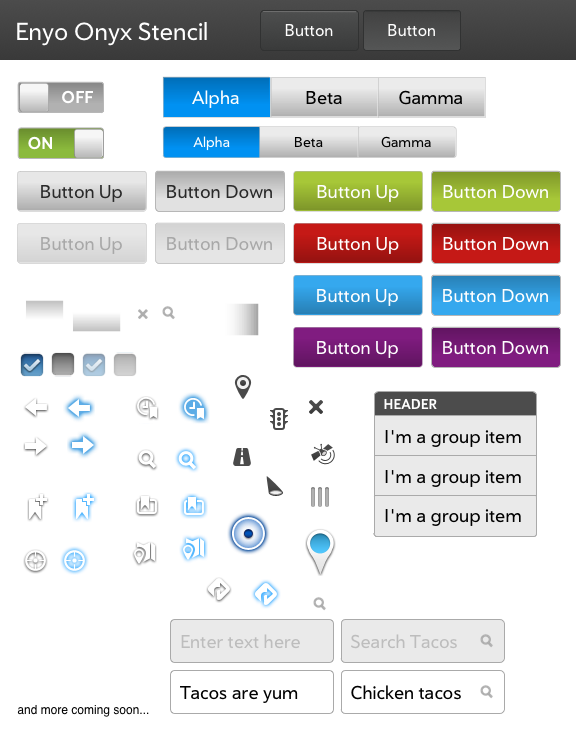 Enyo Onyx Stencil Button Button
OFF Alpha Beta Gamma
ON Alpha Beta Gamma
Button Up Button Down Button Up Button Down
Button Up Button Down Button Up Button Down
Button Up Button Down
Button Up Button Down
HEADER
I'm a group item
I'm a group item
I'm a group item
Enter text here Search Tacos
Tacos are yum Chicken tacos
and more coming soon...